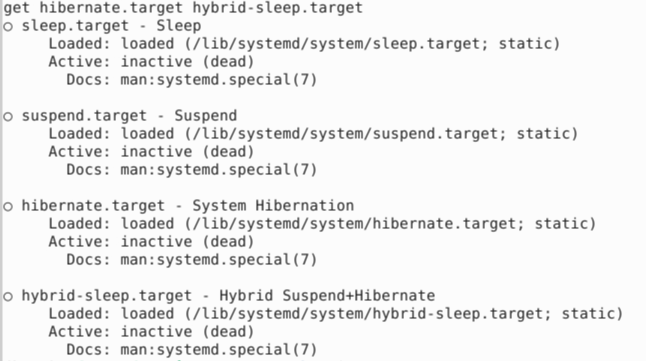 get hibernate.target hybrid-sleep.target
○ sleep.target - Sleep
     Loaded: loaded (/lib/systemd/system/sleep.target; static)
     Active: inactive (dead)
       Docs: man:systemd.special(7)

○ suspend.target - Suspend
     Loaded: loaded (/lib/systemd/system/suspend.target; static)
     Active: inactive (dead)
       Docs: man:systemd.special(7)

○ hibernate.target - System Hibernation
     Loaded: loaded (/lib/systemd/system/hibernate.target; static)
     Active: inactive (dead)
       Docs: man:systemd.special(7)

○ hybrid-sleep.target - Hybrid Suspend+Hibernate
     Loaded: loaded (/lib/systemd/system/hybrid-sleep.target; static)
     Active: inactive (dead)
       Docs: man:systemd.special(7)